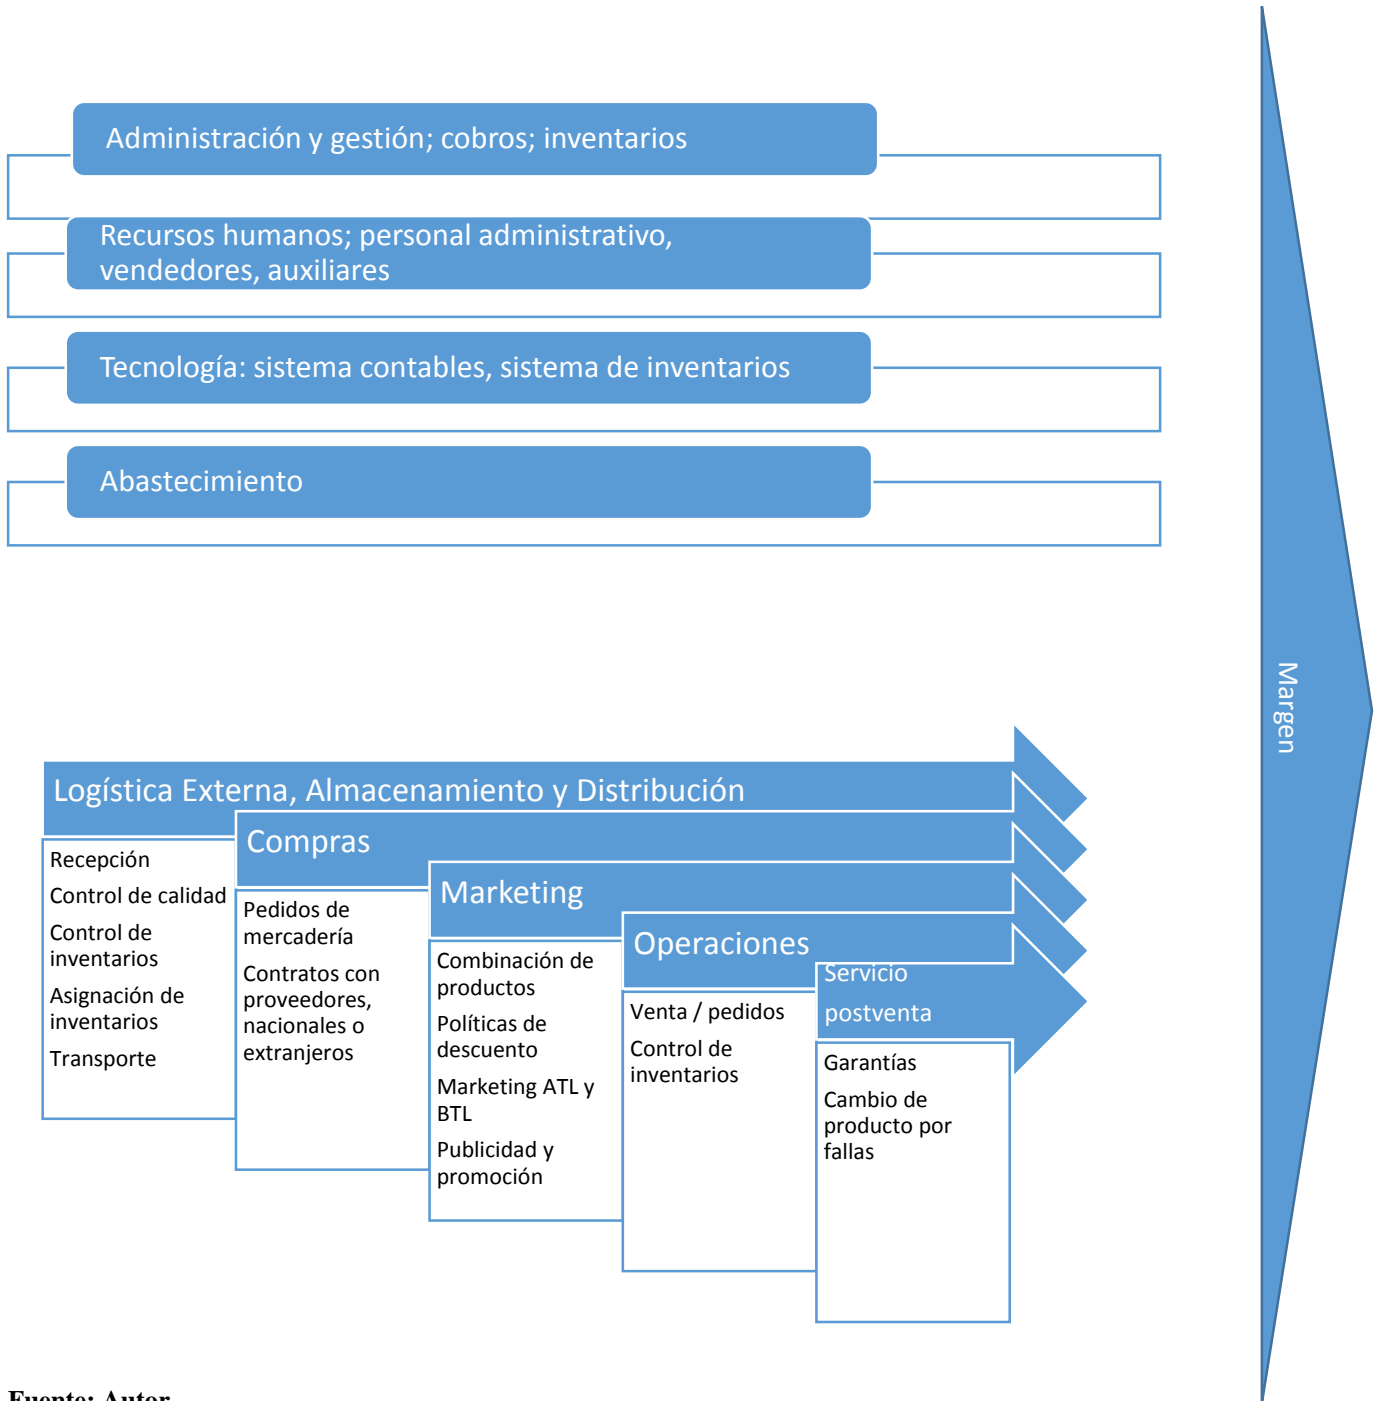 Administración y gestión; cobros; inventarios
Recursos humanos; personal administrativo,
vendedores, auxiliares
Tecnología: sistema contables, sistema de inventarios
Abastecimiento
Margen
Logística Externa, Almacenamiento y Distribución
Recepción
Control de calidad
Control de
inventarios
Asignación de
inventarios
Transporte
Compras
Pedidos de
mercadería
Contratos con
proveedores,
nacionales o
extranjeros
Marketing
Combinación de
productos
Políticas de
descuento
Marketing ATL y
BTL
Publicidad y
promoción
Operaciones
Venta / pedidos
Control de
inventarios
Servicio
postventa
Garantías
Cambio de
producto por
fallas
Fuente: Autor